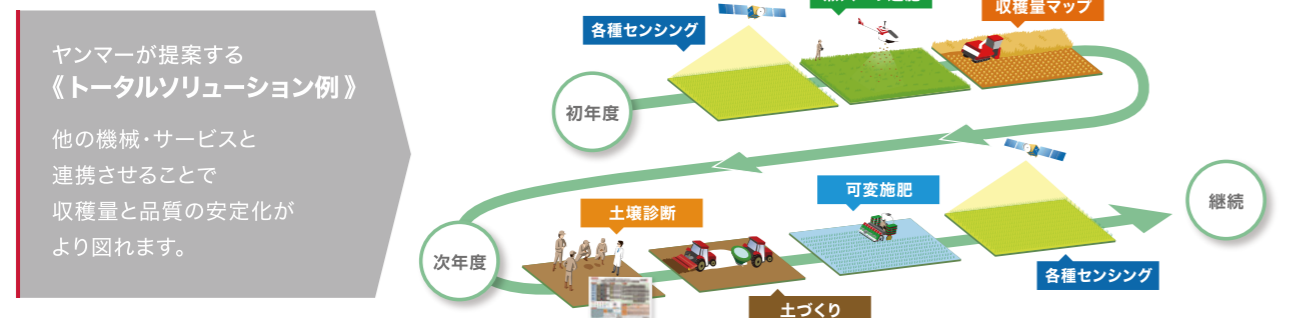 ヤンマーが提案する
《トータルソリューション例》
他の機械・サービスと
連携させることで
収穫量と品質の安定化が
より図れます。
各種センシング
収穫量マップ
初年度
可変施肥
継続
土壌診断
次年度
各種センシング
土づくり